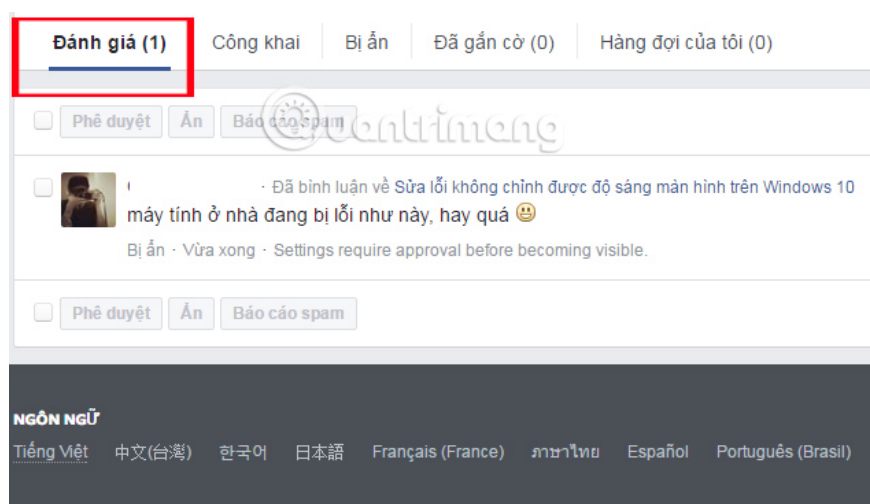 Đánh giá (1) Công khai Bị ẩn Đã gắn cờ (0) Hàng đợi của tôi (0)
Phê duyệt Ẩn Báo cáo spam
Quantrimang
· Đã bình luận về Sửa lỗi không chỉnh được độ sáng màn hình trên Windows 10
máy tính ở nhà đang bị lỗi như này, hay quá 😃
Bị ẩn · Vừa xong · Settings require approval before becoming visible.
Phê duyệt Ẩn Báo cáo spam
NGÔN NGỮ
Tiếng Việt 中文(台灣) 한국어 日本語 Français (France) ภาษาไทย Español Português (Brasil)